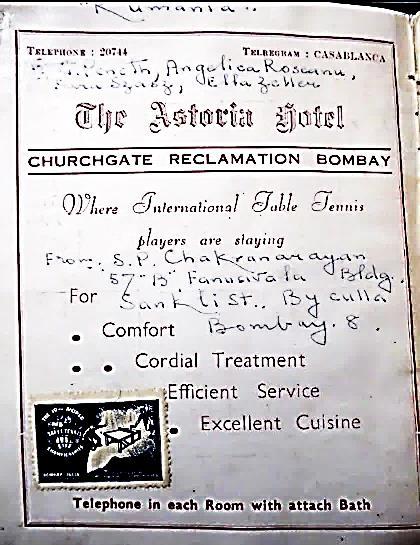 "Rumania".
TELEPHONE : 20744 TELEGRAM : CASABLANCA
Angelica Roseanu,
Ella Zeller
The Astoria Hotel
CHURCHGATE RECLAMATION BOMBAY
Where International Table Tennis
players are staying
From: S.P. Chakranarayan
57 "B" Fanusivala Bldg.
For Sankli St., Byculla
Comfort Bombay. 8.
Cordial Treatment
Efficient Service
Excellent Cuisine
Telephone in each Room with attach Bath